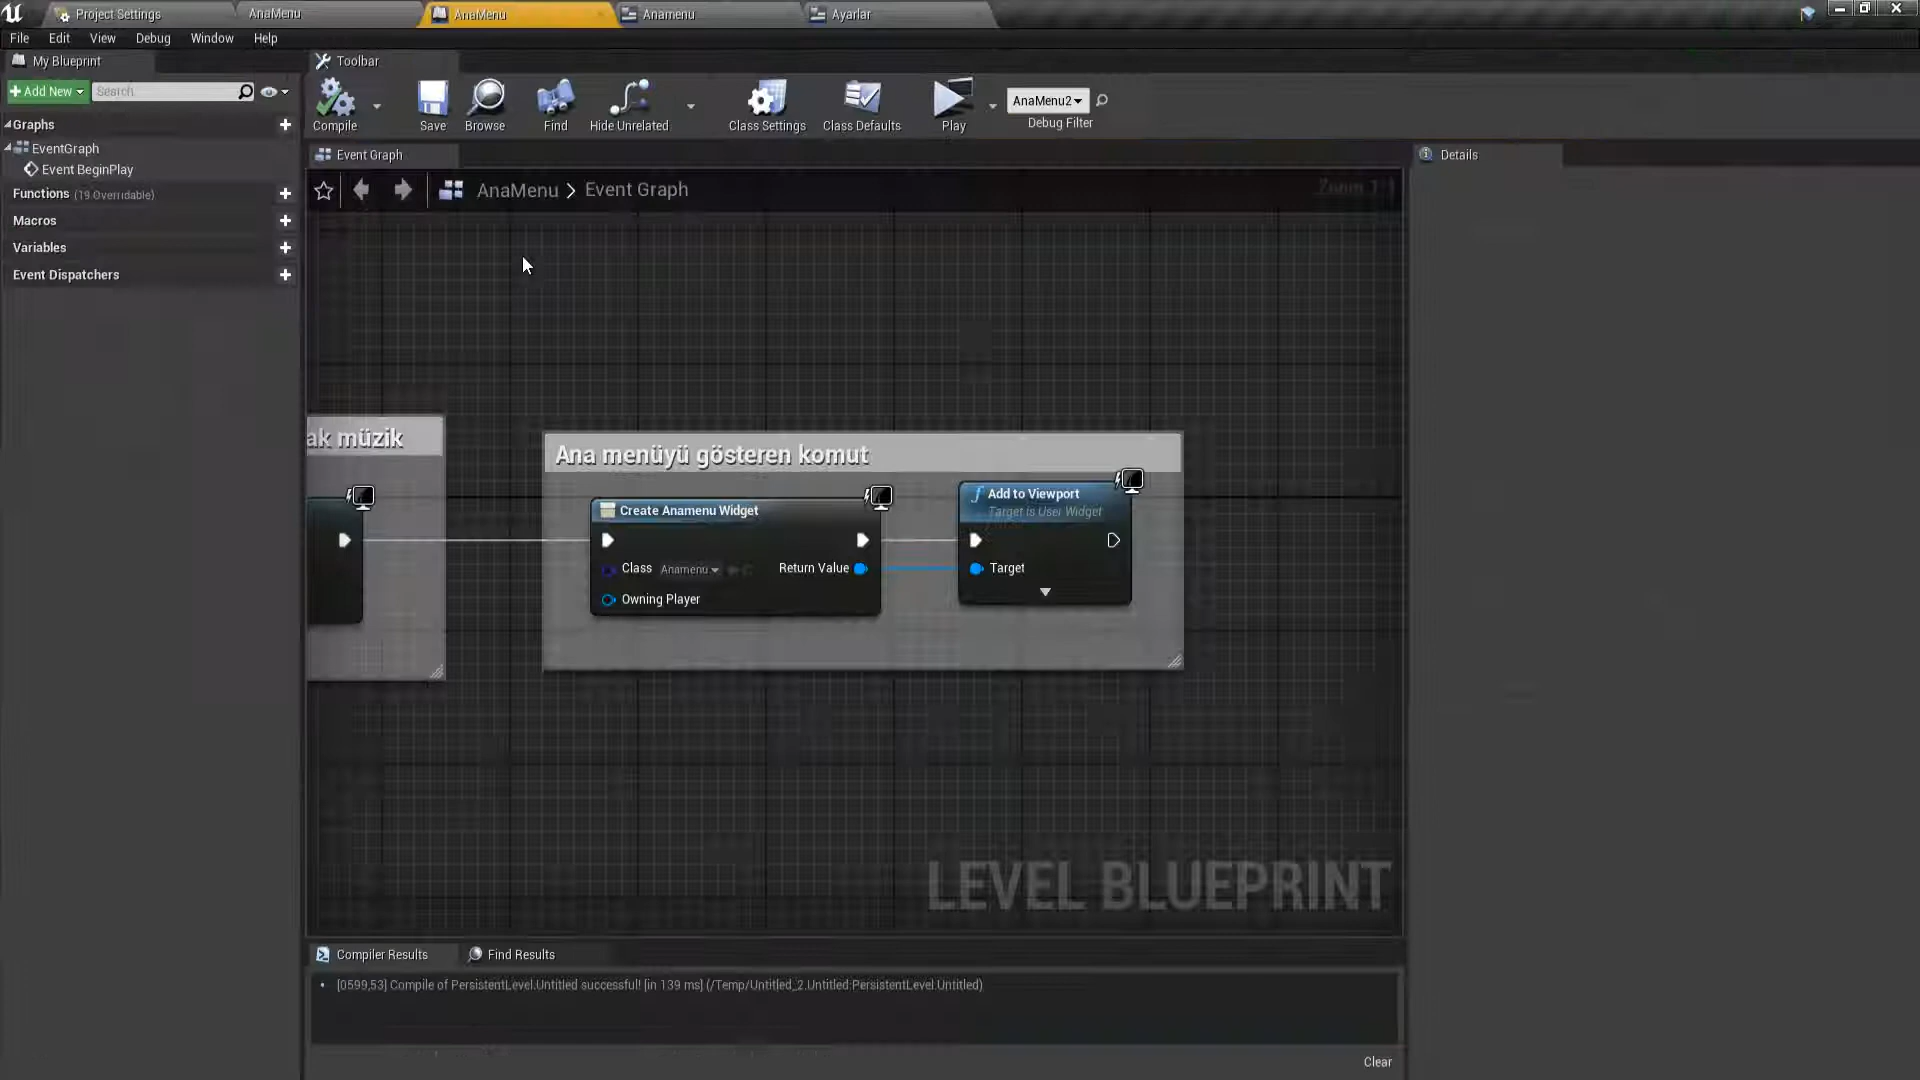 Project Settings
AnaMenu
AnaMenu
Anamenu
Ayarlar
File
Edit
View
Debug
Window
Help
My Blueprint
Toolbar
Add New
Search
Compile
Save
Browse
Find
Hide Unrelated
Class Settings
Class Defaults
Play
AnaMenu2
Debug Filter
Graphs
EventGraph
Event BeginPlay
Functions (19 Overridable)
Macros
Variables
Event Dispatchers
Event Graph
Details
AnaMenu > Event Graph
Zoom 1:1
ak müzik
Ana menüyü gösteren komut
Create Anamenu Widget
Class Anamenu
Return Value
Owning Player
Add to Viewport
Target is User Widget
Target
LEVEL BLUEPRINT
Compiler Results
Find Results
[0599,53] Compile of PersistentLevel.Untitled successful! [in 139 ms] (/Temp/Untitled_2.Untitled:PersistentLevel.Untitled)
Clear